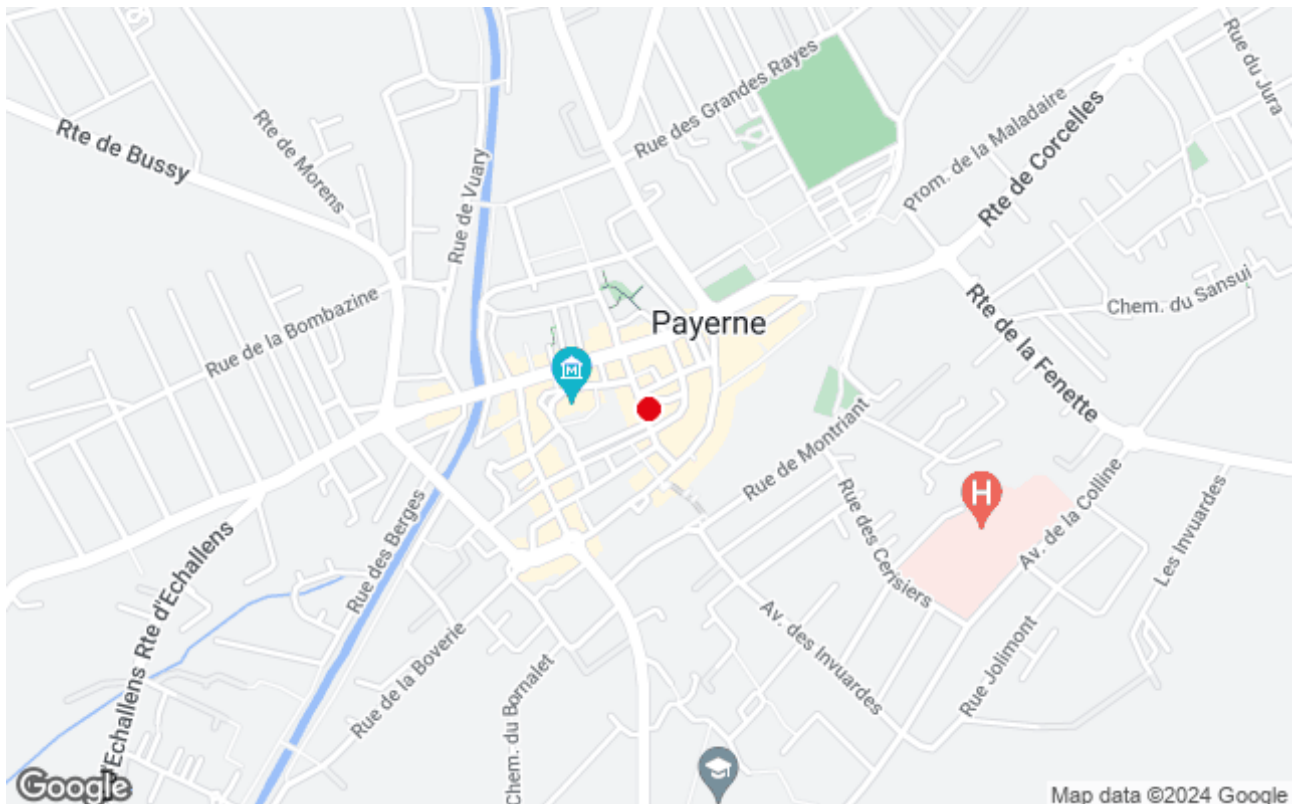 Rue des Grandes Rayes
Rue du Jura
Rte de Morens
Rte de Bussy
Rue de Vuary
Prom. de la Maladaire
Rte de Corcelles
Rue de la Bombazine
Payerne
Chem. du Sansui
Rte de la Fenette
M
Rue de Montriant
H
Rue des Berges
Rue des Cerisiers
Av. de la Colline
Les Invuardes
Rte d'Echallens
Rue de la Boverie
Av. des Invuardes
Rue Jolimont
Chem. du Bornalet
d'Echallens
Google
Map data ©2024 Google